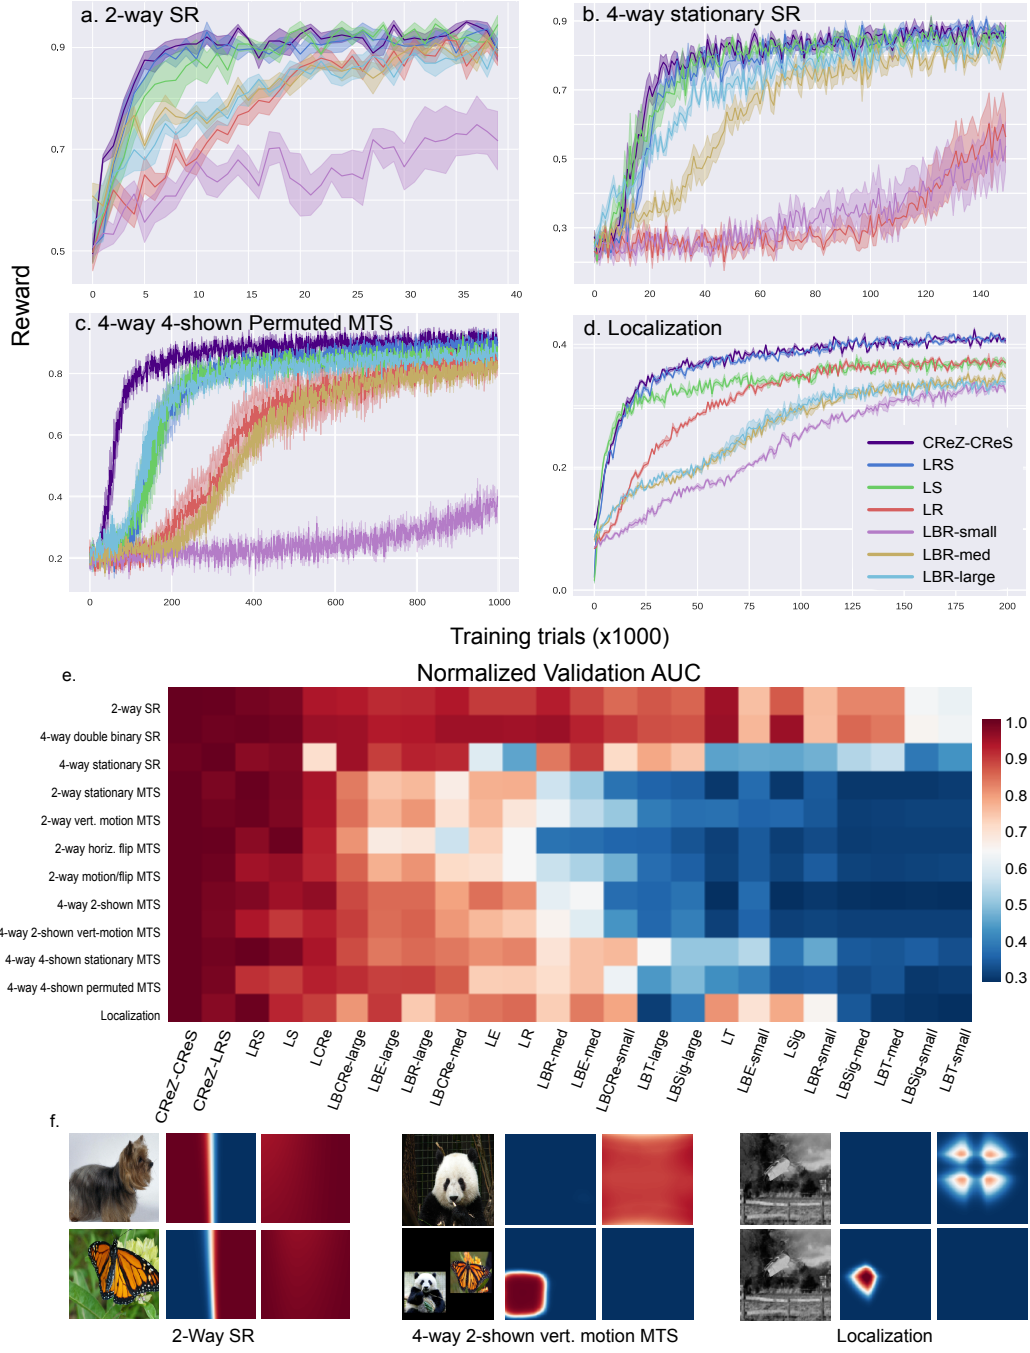 a. 2-way SR
0.9
0.7
0.5
0
5
10
15
20
25
30
35
40
b. 4-way stationary SR
0.9
0.7
0.5
0.3
0
20
40
60
80
100
120
140
Reward
c. 4-way 4-shown Permuted MTS
0.8
0.6
0.4
0.2
0
200
400
600
800
1000
d. Localization
0.4
0.2
0.0
0
25
50
75
100
125
150
175
200
CReZ-CReS
LRS
LS
LR
LBR-small
LBR-med
LBR-large
Training trials (x1000)
e.
Normalized Validation AUC
2-way SR
4-way double binary SR
4-way stationary SR
2-way stationary MTS
2-way vert. motion MTS
2-way horiz. flip MTS
2-way motion/flip MTS
4-way 2-shown MTS
4-way 2-shown vert-motion MTS
4-way 4-shown stationary MTS
4-way 4-shown permuted MTS
Localization
CReZ-CReS
CReZ-LRS
LRS
LS
LCRe
LBCRe-large
LBE-large
LBR-large
LBCRe-med
LE
LR
LBR-med
LBE-med
LBCRe-small
LBT-large
LBSig-large
LT
LBE-small
LSig
LBR-small
LBSig-med
LBT-med
LBSig-small
LBT-small
1.0
0.9
0.8
0.7
0.6
0.5
0.4
0.3
f.
2-Way SR
4-way 2-shown vert. motion MTS
Localization